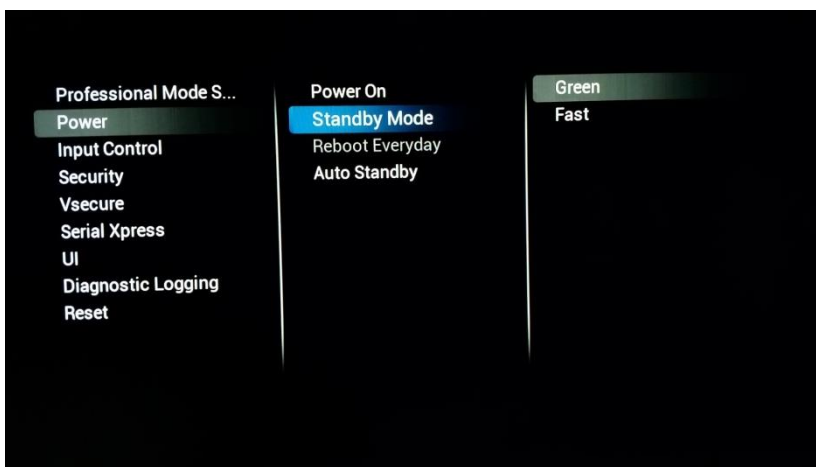 Professional Mode S...
Power
Input Control
Security
Vsecure
Serial Xpress
UI
Diagnostic Logging
Reset
Power On
Standby Mode
Reboot Everyday
Auto Standby
Green
Fast